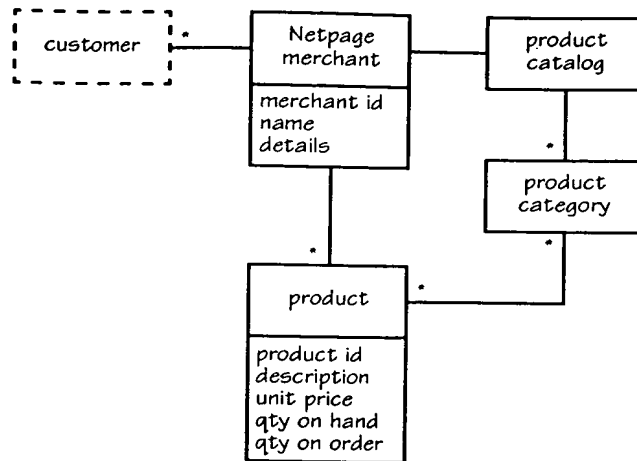 customer
*
Netpage
merchant
merchant id
name
details
product
catalog
*
product
category
*
*
*
product
product id
description
unit price
qty on hand
qty on order